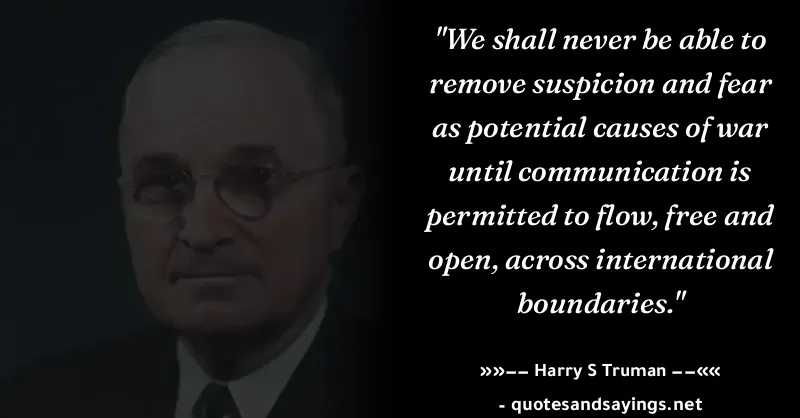 "We shall never be able to
remove suspicion and fear
as potential causes of war
until communication is
permitted to flow, free and
open, across international
boundaries."
»»−− Harry S Truman −−««
- quotesandsayings.net